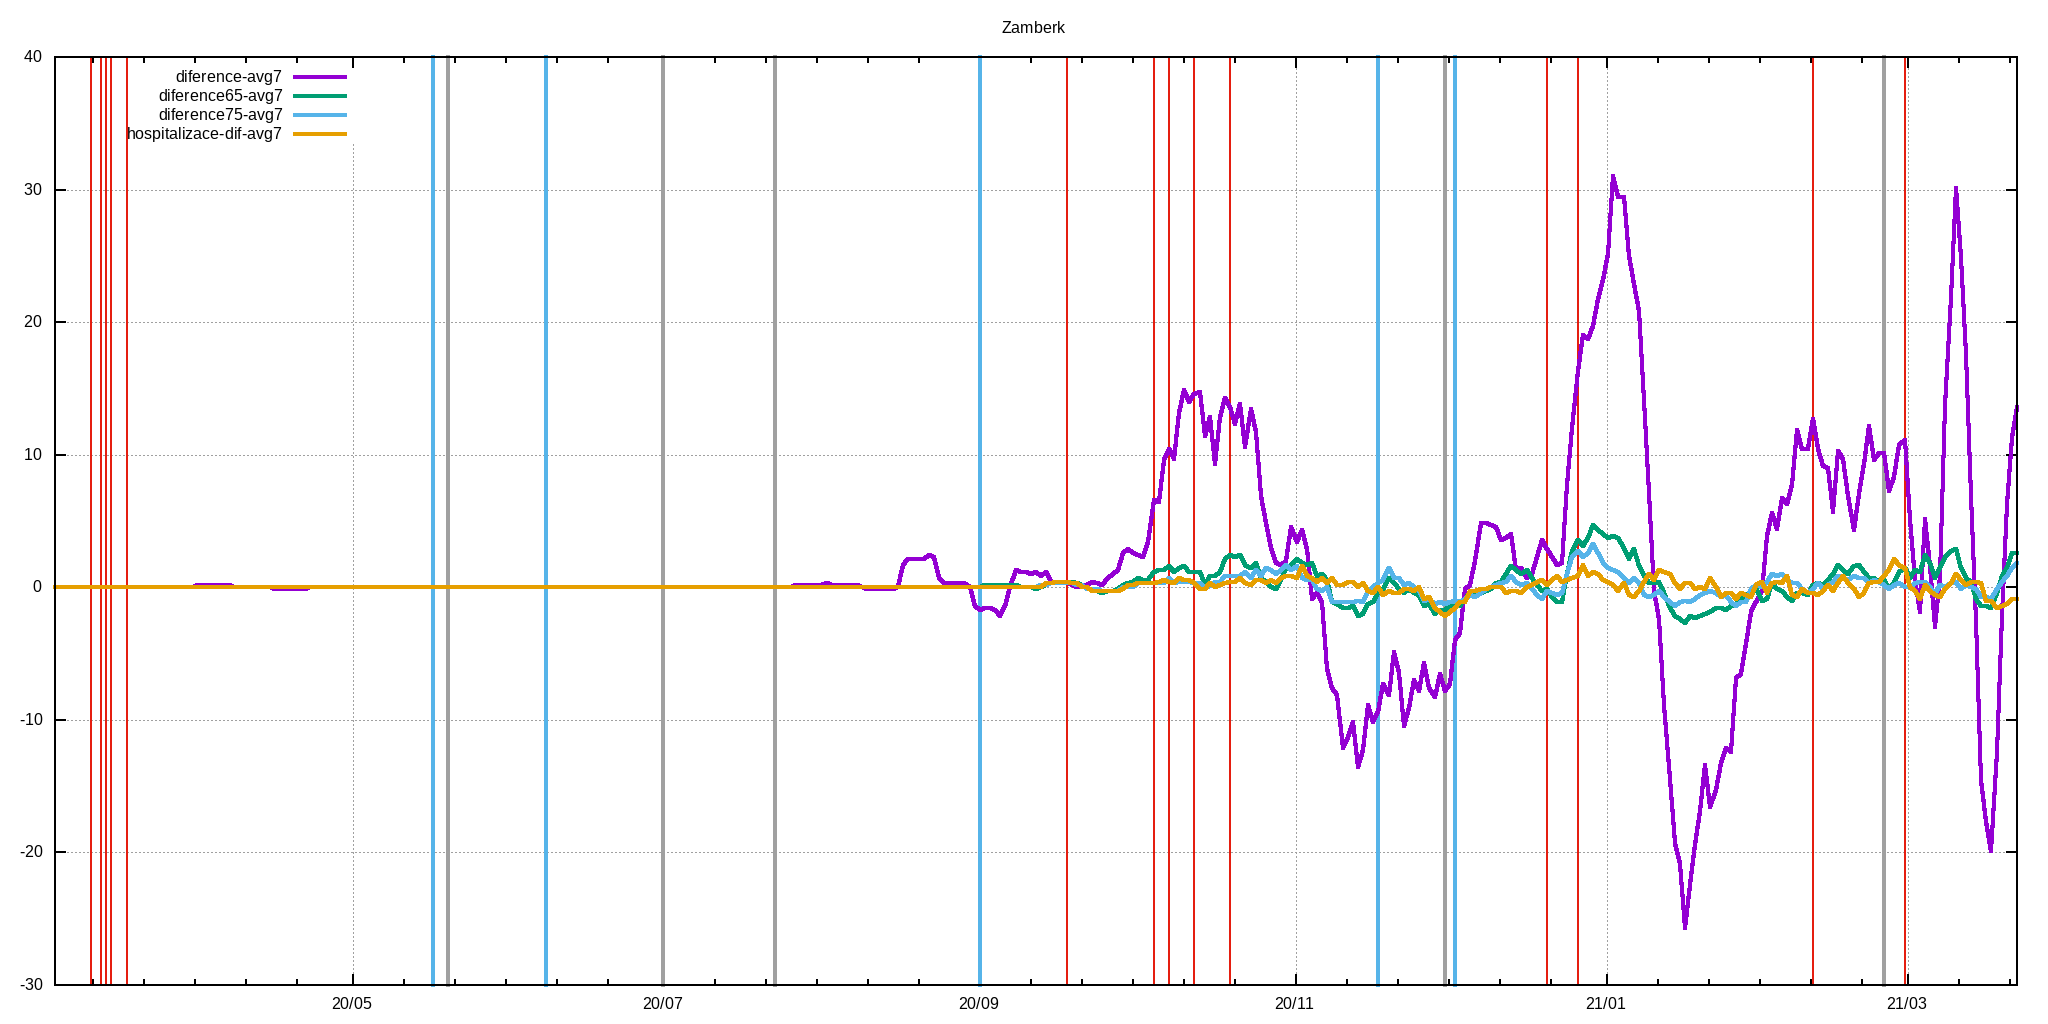 Zamberk
40
30
20
10
0
-10
-20
-30
diference-avg7
diference65-avg7
diference75-avg7
hospitalizace-dif-avg7
20/05 20/07 20/09 20/11 21/01 21/03